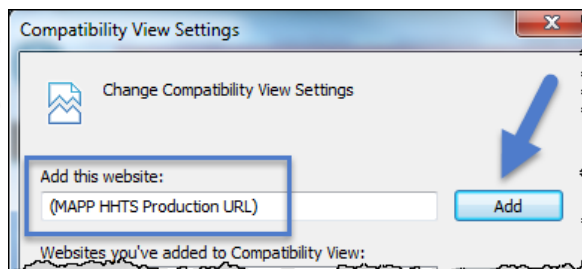 Compatibility View Settings
Change Compatibility View Settings
Add this website:
(MAPP HHTS Production URL)
Add
Websites you've added to Compatibility View: